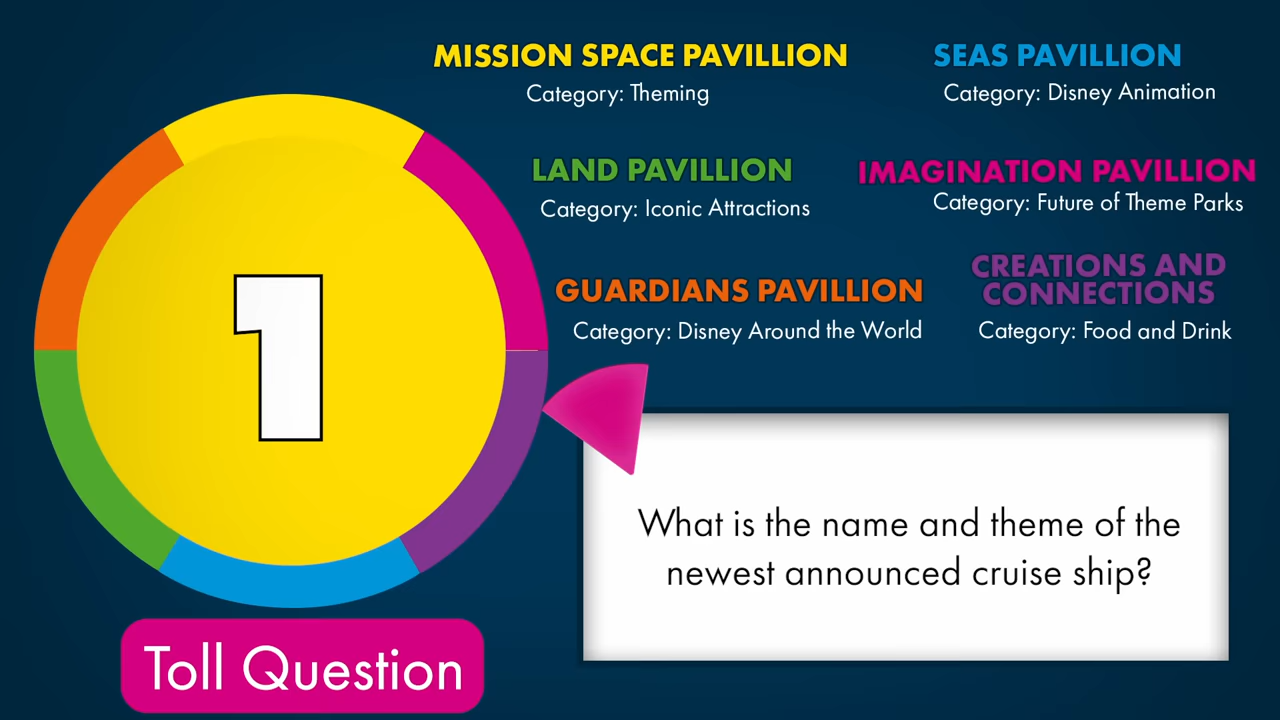 MISSION SPACE PAVILLION
Category: Theming
SEAS PAVILLION
Category: Disney Animation
LAND PAVILLION
Category: Iconic Attractions
IMAGINATION PAVILLION
Category: Future of Theme Parks
GUARDIANS PAVILLION
Category: Disney Around the World
CREATIONS AND
CONNECTIONS
Category: Food and Drink
1
What is the name and theme of the
newest announced cruise ship?
Toll Question